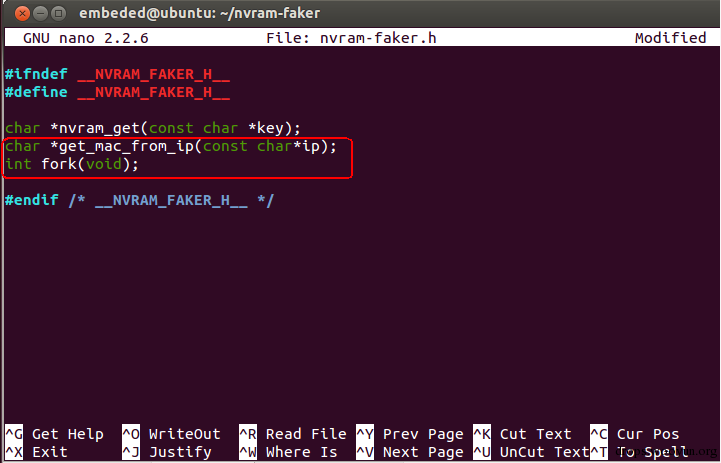 embeded@ubuntu: ~/nvram-faker
GNU nano 2.2.6 File: nvram-faker.h Modified
#ifndef __NVRAM_FAKER_H__
#define __NVRAM_FAKER_H__
char *nvram_get(const char *key);
char *get_mac_from_ip(const char*ip);
int fork(void);
#endif /* __NVRAM_FAKER_H__ */
^G Get Help ^O WriteOut ^R Read File ^Y Prev Page ^K Cut Text ^C Cur Pos
^X Exit ^J Justify ^W Where Is ^V Next Page ^U UnCut Text ^T To Spell